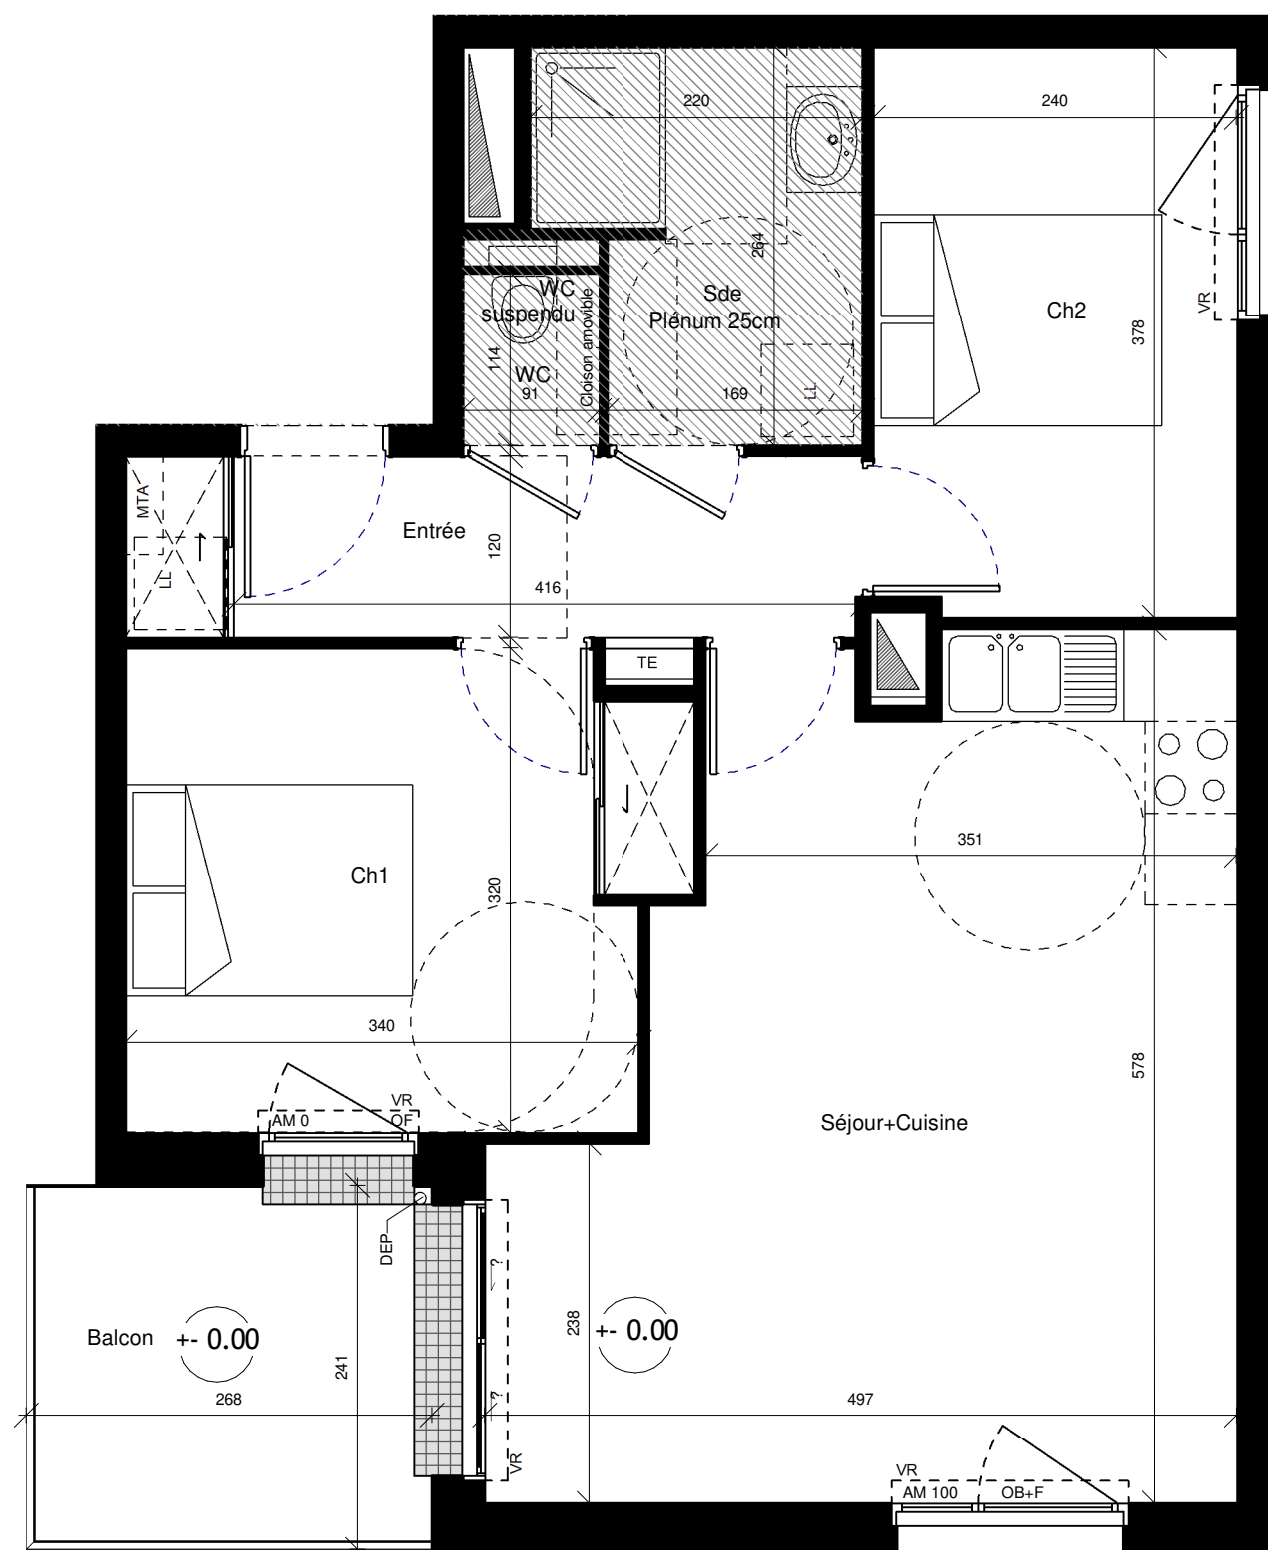 220
240
264
VR
WC
suspendu
Cloison amovible
Sde
Plénum 25cm
Ch2
378
114
WC
91
169
LL
MTA
LL
Entrée
120
416
TE
351
Ch1
320
340
578
VR
AM 0
OF
Séjour+Cuisine
DEP
?
238
+- 0.00
Balcon
+- 0.00
241
?
268
497
VR
VR
AM 100
OB+F